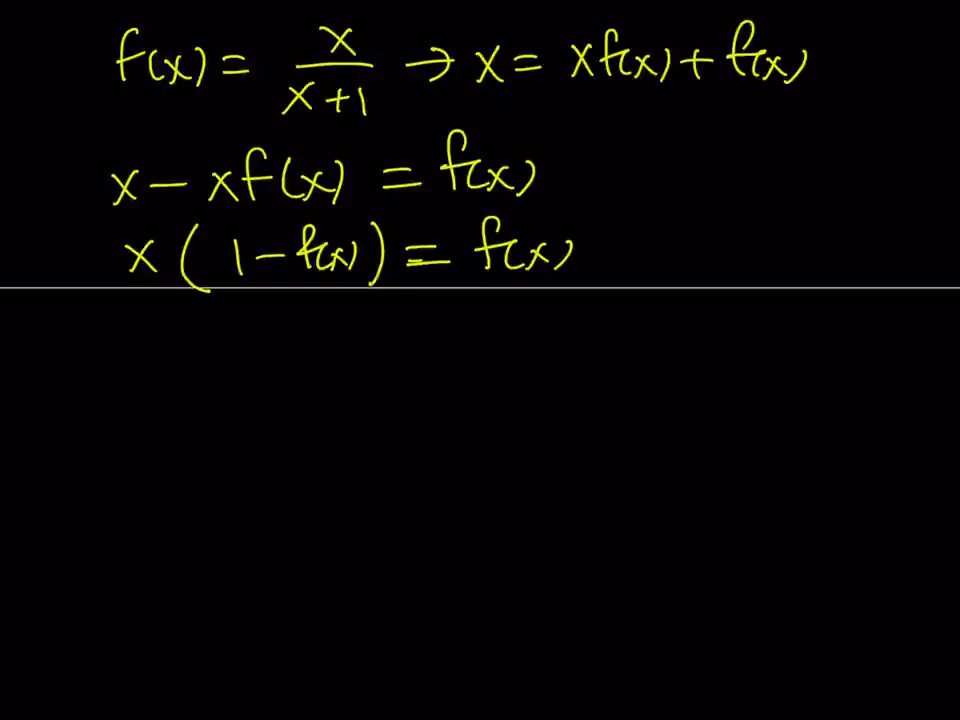 f(x) = x/(x+1) → x = xf(x) + f(x)
x − xf(x) = f(x)
x(1 − f(x)) = f(x)